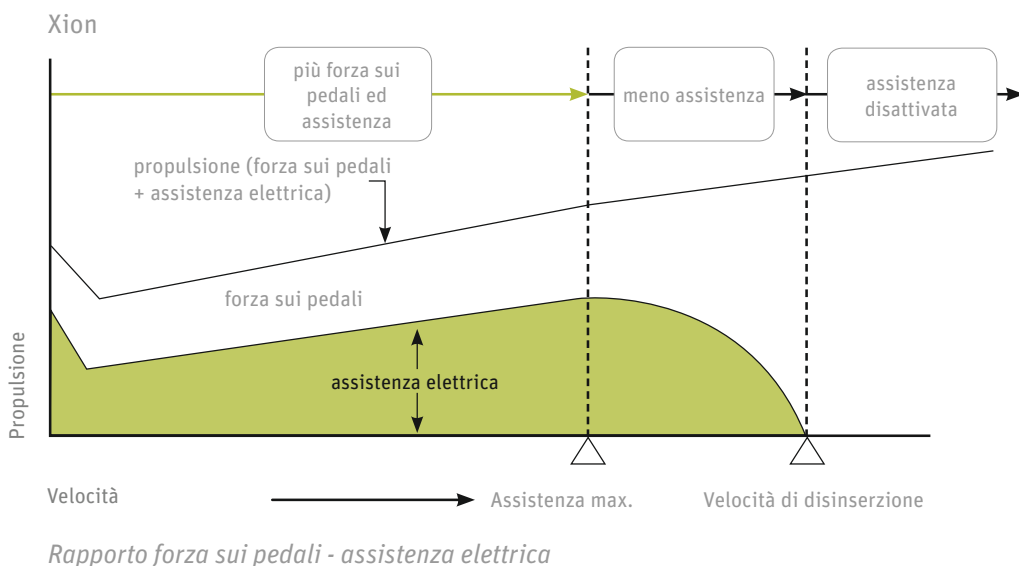 Xion
più forza sui
pedali ed
assistenza
meno assistenza
assistenza
disattivata
propulsione (forza sui pedali
+ assistenza elettrica)
forza sui pedali
assistenza elettrica
Propulsione
Velocità
Assistenza max.
Velocità di disinserzione
Rapporto forza sui pedali - assistenza elettrica